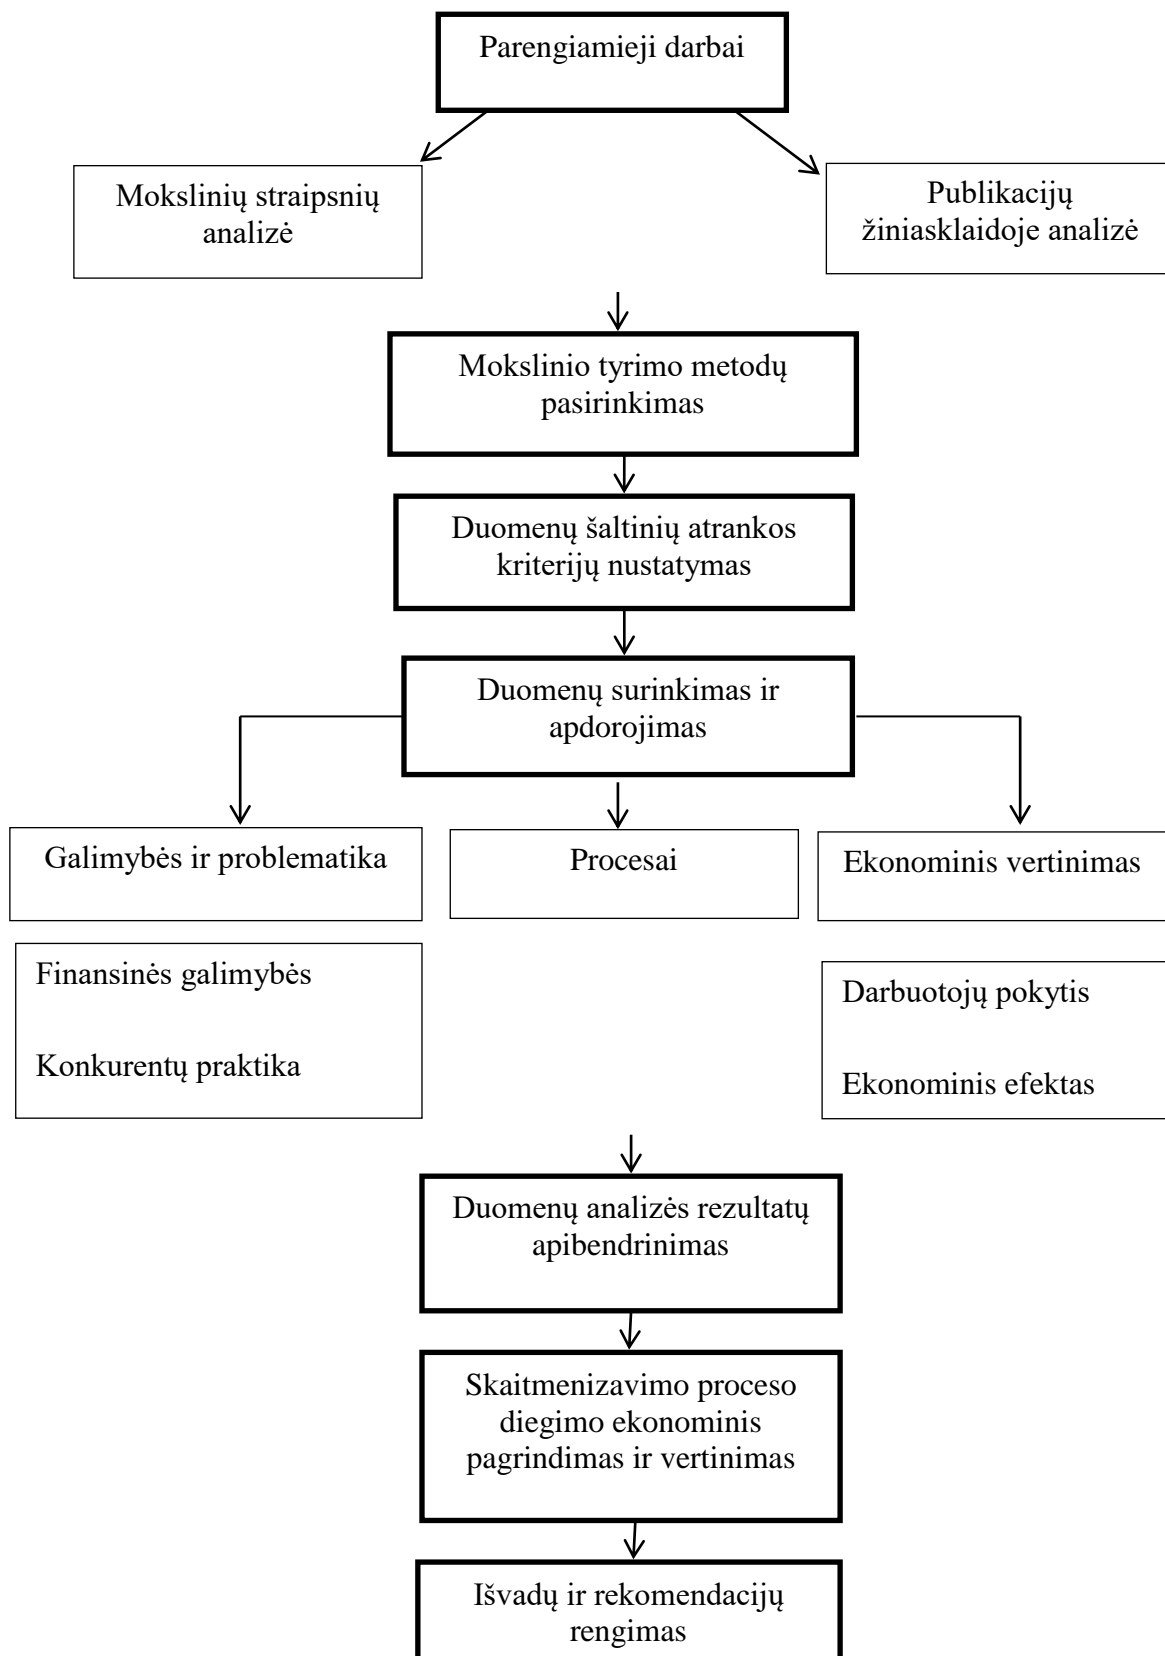 Parengiamieji darbai
Mokslinių straipsnių
analizė
Publikacijų
žiniasklaidoje analizė
Mokslinio tyrimo metodų
pasirinkimas
Duomenų šaltinių atrankos
kriterijų nustatymas
Duomenų surinkimas ir
apdorojimas
Galimybės ir problematika
Procesai
Ekonominis vertinimas
Finansinės galimybės
Konkurentų praktika
Darbuotojų pokytis
Ekonominis efektas
Duomenų analizės rezultatų
apibendrinimas
Skaitmenizavimo proceso
diegimo ekonominis
pagrindimas ir vertinimas
Išvadų ir rekomendacijų
rengimas